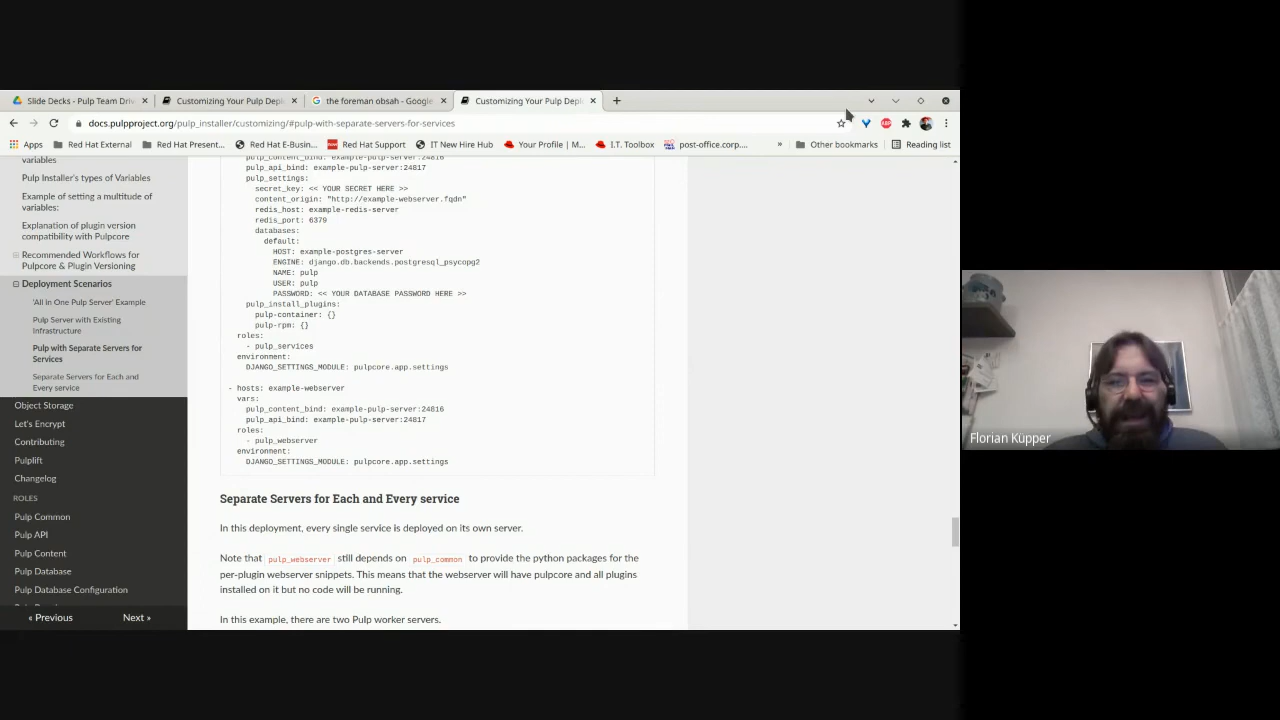 Slide Decks - Pulp Team Driv
Customizing Your Pulp Depl
the foreman obsah - Google
Customizing Your Pulp Depl
docs.pulpproject.org/pulp_installer/customizing/#pulp-with-separate-servers-for-services
Apps
Red Hat External
Red Hat Present...
Red Hat E-Busin...
Red Hat Support
IT New Hire Hub
Your Profile | M...
I.T. Toolbox
post-office.corp....
»
Other bookmarks
Reading list
variables
Pulp Installer's types of Variables
Example of setting a multitude of
variables:
Explanation of plugin version
compatibility with Pulpcore
Recommended Workflows for
Pulpcore & Plugin Versioning
Deployment Scenarios
'All in One Pulp Server' Example
Pulp Server with Existing
Infrastructure
Pulp with Separate Servers for
Services
Separate Servers for Each and
Every service
Object Storage
Let's Encrypt
Contributing
Pulplift
Changelog
ROLES
Pulp Common
Pulp API
Pulp Content
Pulp Database
Pulp Database Configuration
« Previous
Next »
pulp_content_bind: example-pulp-server:24816
pulp_api_bind: example-pulp-server:24817
pulp_settings:
secret_key: << YOUR SECRET HERE >>
content_origin: "http://example-webserver.fqdn"
redis_host: example-redis-server
redis_port: 6379
databases:
default:
HOST: example-postgres-server
ENGINE: django.db.backends.postgresql_psycopg2
NAME: pulp
USER: pulp
PASSWORD: << YOUR DATABASE PASSWORD HERE >>
pulp_install_plugins:
pulp-container: {}
pulp-rpm: {}
roles:
- pulp_services
environment:
DJANGO_SETTINGS_MODULE: pulpcore.app.settings
- hosts: example-webserver
vars:
pulp_content_bind: example-pulp-server:24816
pulp_api_bind: example-pulp-server:24817
roles:
- pulp_webserver
environment:
DJANGO_SETTINGS_MODULE: pulpcore.app.settings
Separate Servers for Each and Every service
In this deployment, every single service is deployed on its own server.
Note that pulp_webserver still depends on pulp_common to provide the python packages for the
per-plugin webserver snippets. This means that the webserver will have pulpcore and all plugins
installed on it but no code will be running.
In this example, there are two Pulp worker servers.
Florian Küpper